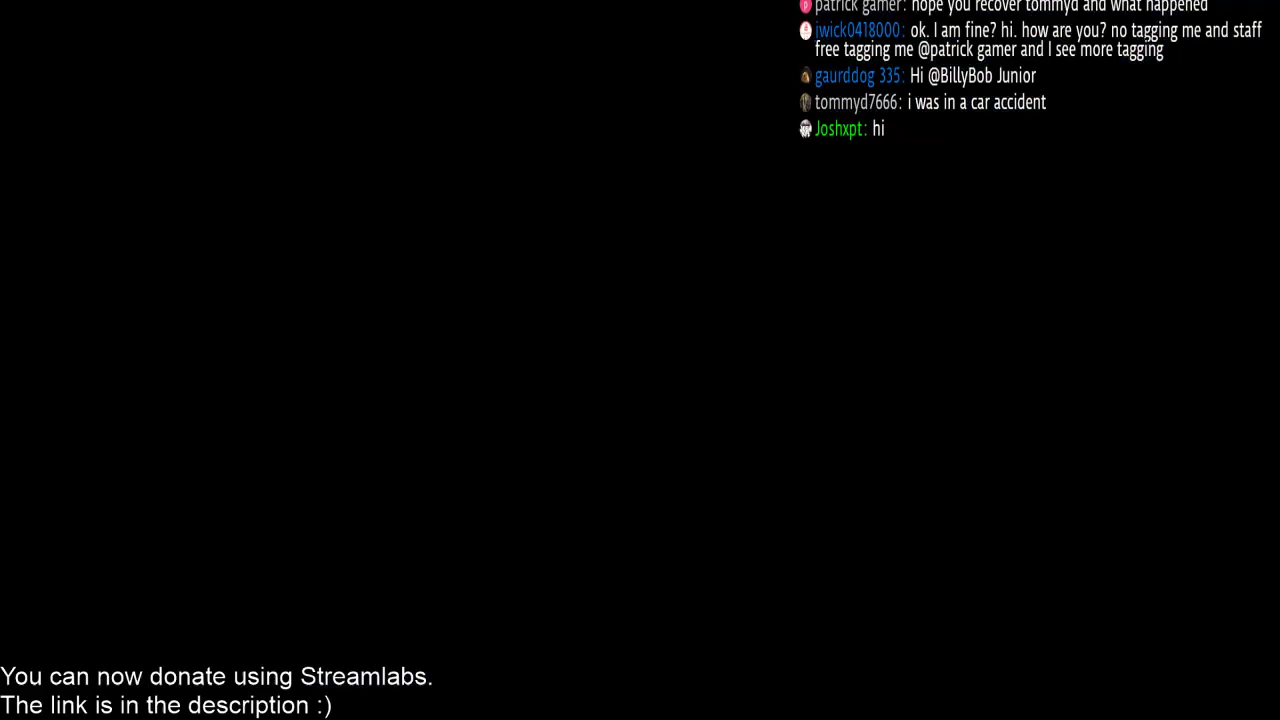 patrick gamer: hope you recover tommyd and what happened
iwick0418000: ok. I am fine? hi. how are you? no tagging me and staff
free tagging me @patrick gamer and I see more tagging
gaurddog 335: Hi @BillyBob Junior
tommyd7666: i was in a car accident
Joshxpt: hi
You can now donate using Streamlabs.
The link is in the description :)